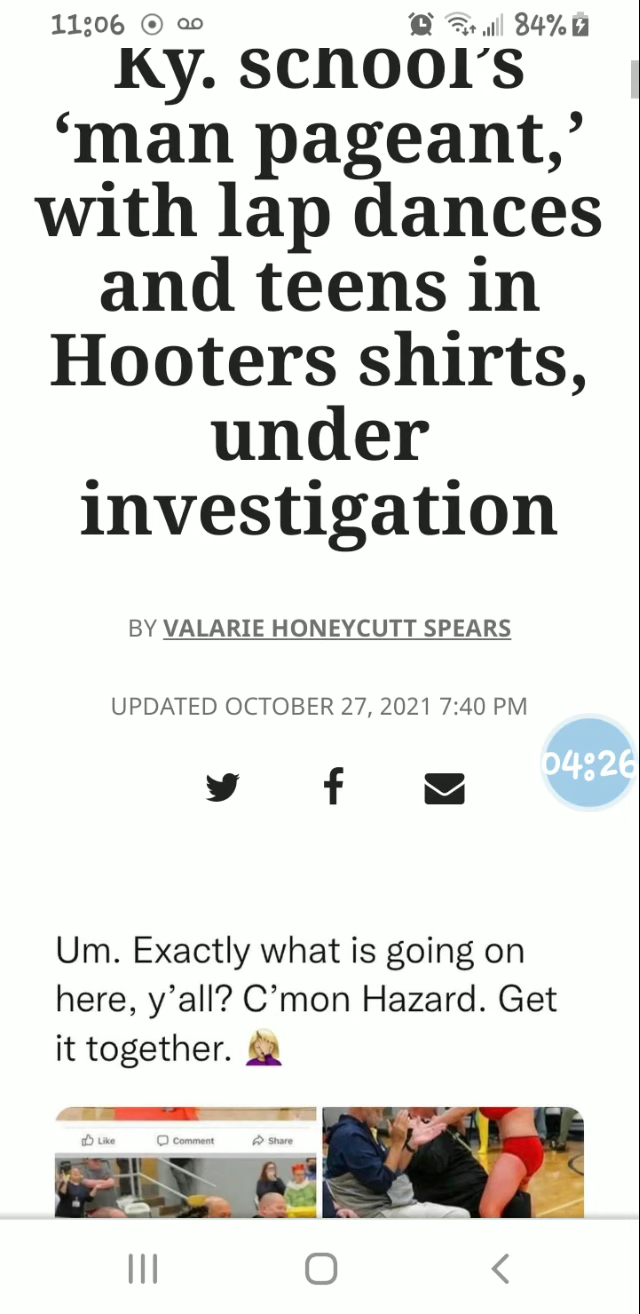 11:06
84%
Ky. school's
‘man pageant,’
with lap dances
and teens in
Hooters shirts,
under
investigation
BY VALARIE HONEYCUTT SPEARS
UPDATED OCTOBER 27, 2021 7:40 PM
04:26
Um. Exactly what is going on
here, y’all? C’mon Hazard. Get
it together. 🤦🏼‍♀️
Like Comment Share